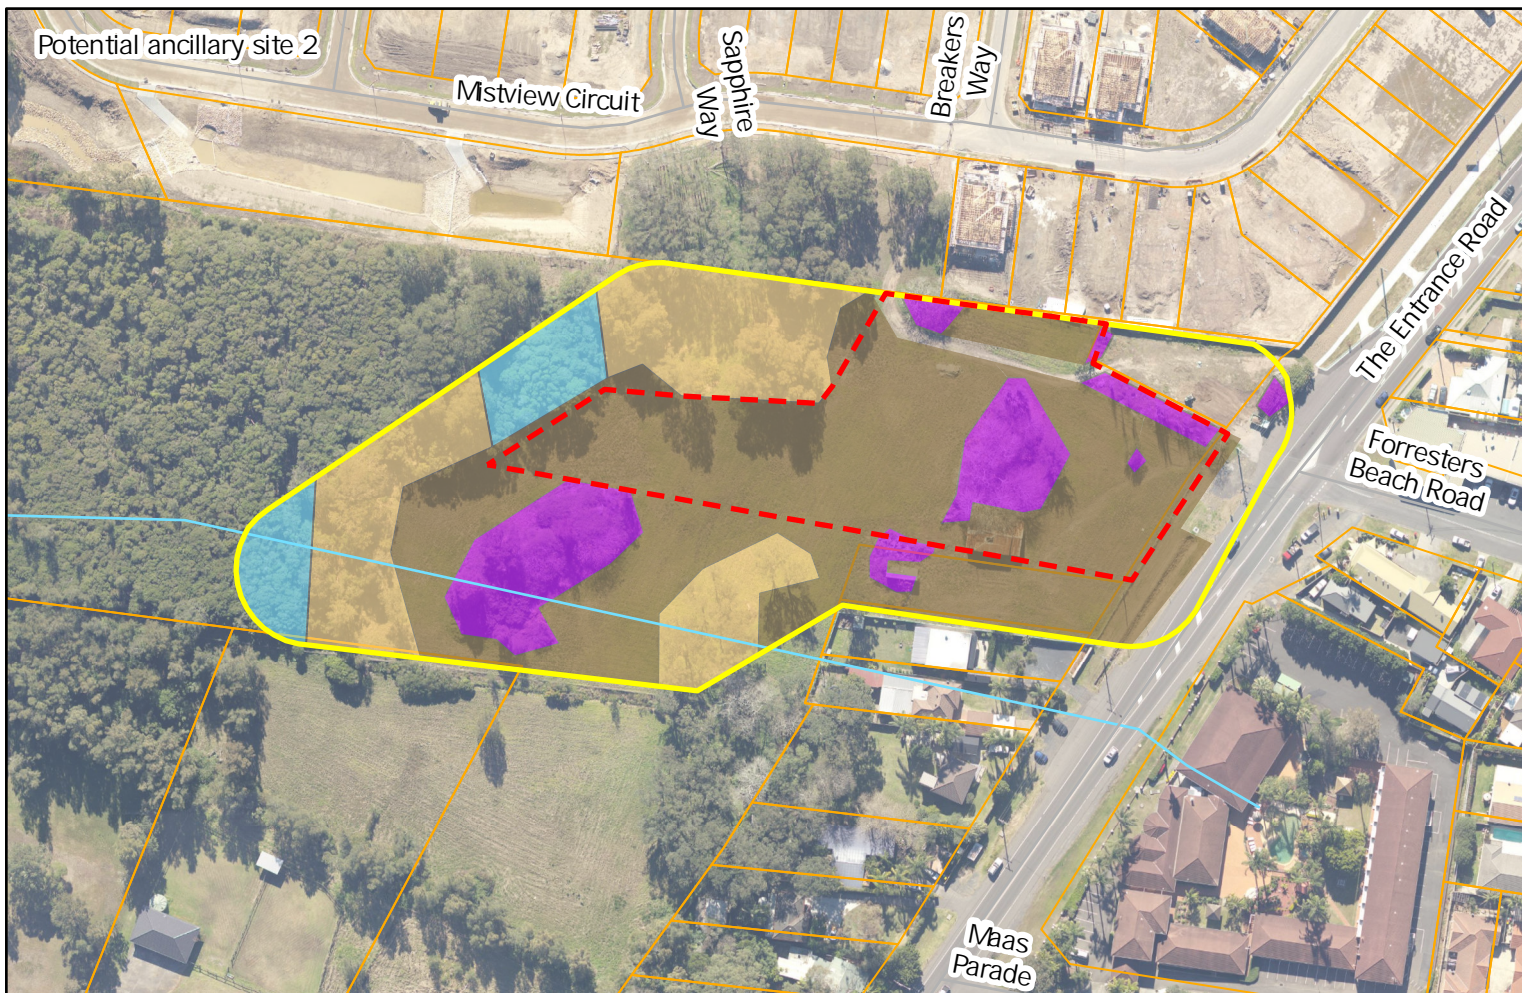 Potential ancillary site 2
Mistview Circuit
Sapphire
Way
Breakers
Way
The Entrance Road
Forresters
Beach Road
Maas
Parade